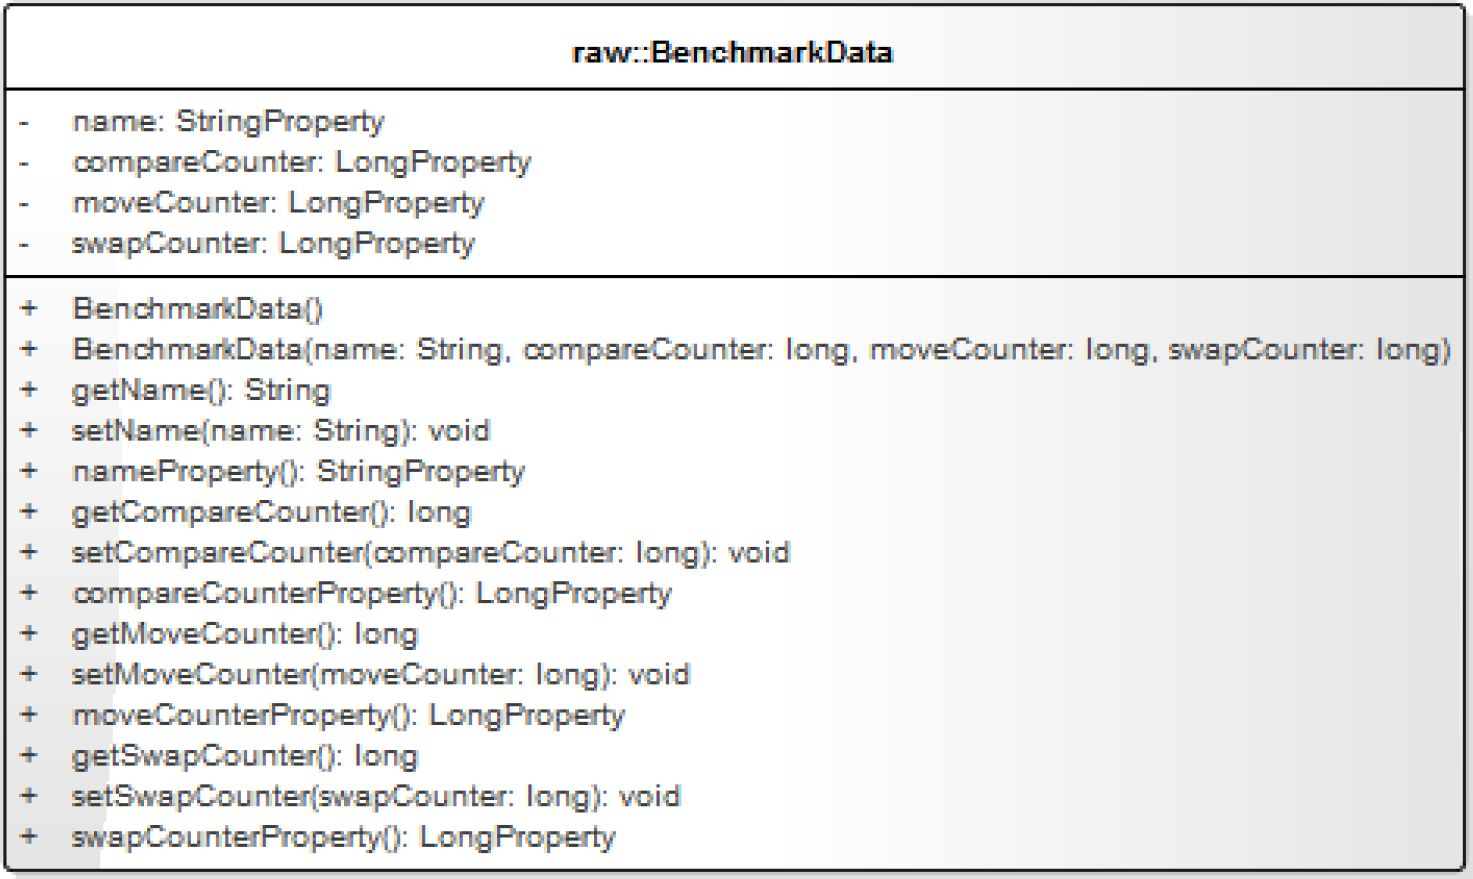 raw::BenchmarkData
- name: StringProperty
- compareCounter: LongProperty
- moveCounter: LongProperty
- swapCounter: LongProperty
+ BenchmarkData()
+ BenchmarkData(name: String, compareCounter: long, moveCounter: long, swapCounter: long)
+ getName(): String
+ setName(name: String): void
+ nameProperty(): StringProperty
+ getCompareCounter(): long
+ setCompareCounter(compareCounter: long): void
+ compareCounterProperty(): LongProperty
+ getMoveCounter(): long
+ setMoveCounter(moveCounter: long): void
+ moveCounterProperty(): LongProperty
+ getSwapCounter(): long
+ setSwapCounter(swapCounter: long): void
+ swapCounterProperty(): LongProperty